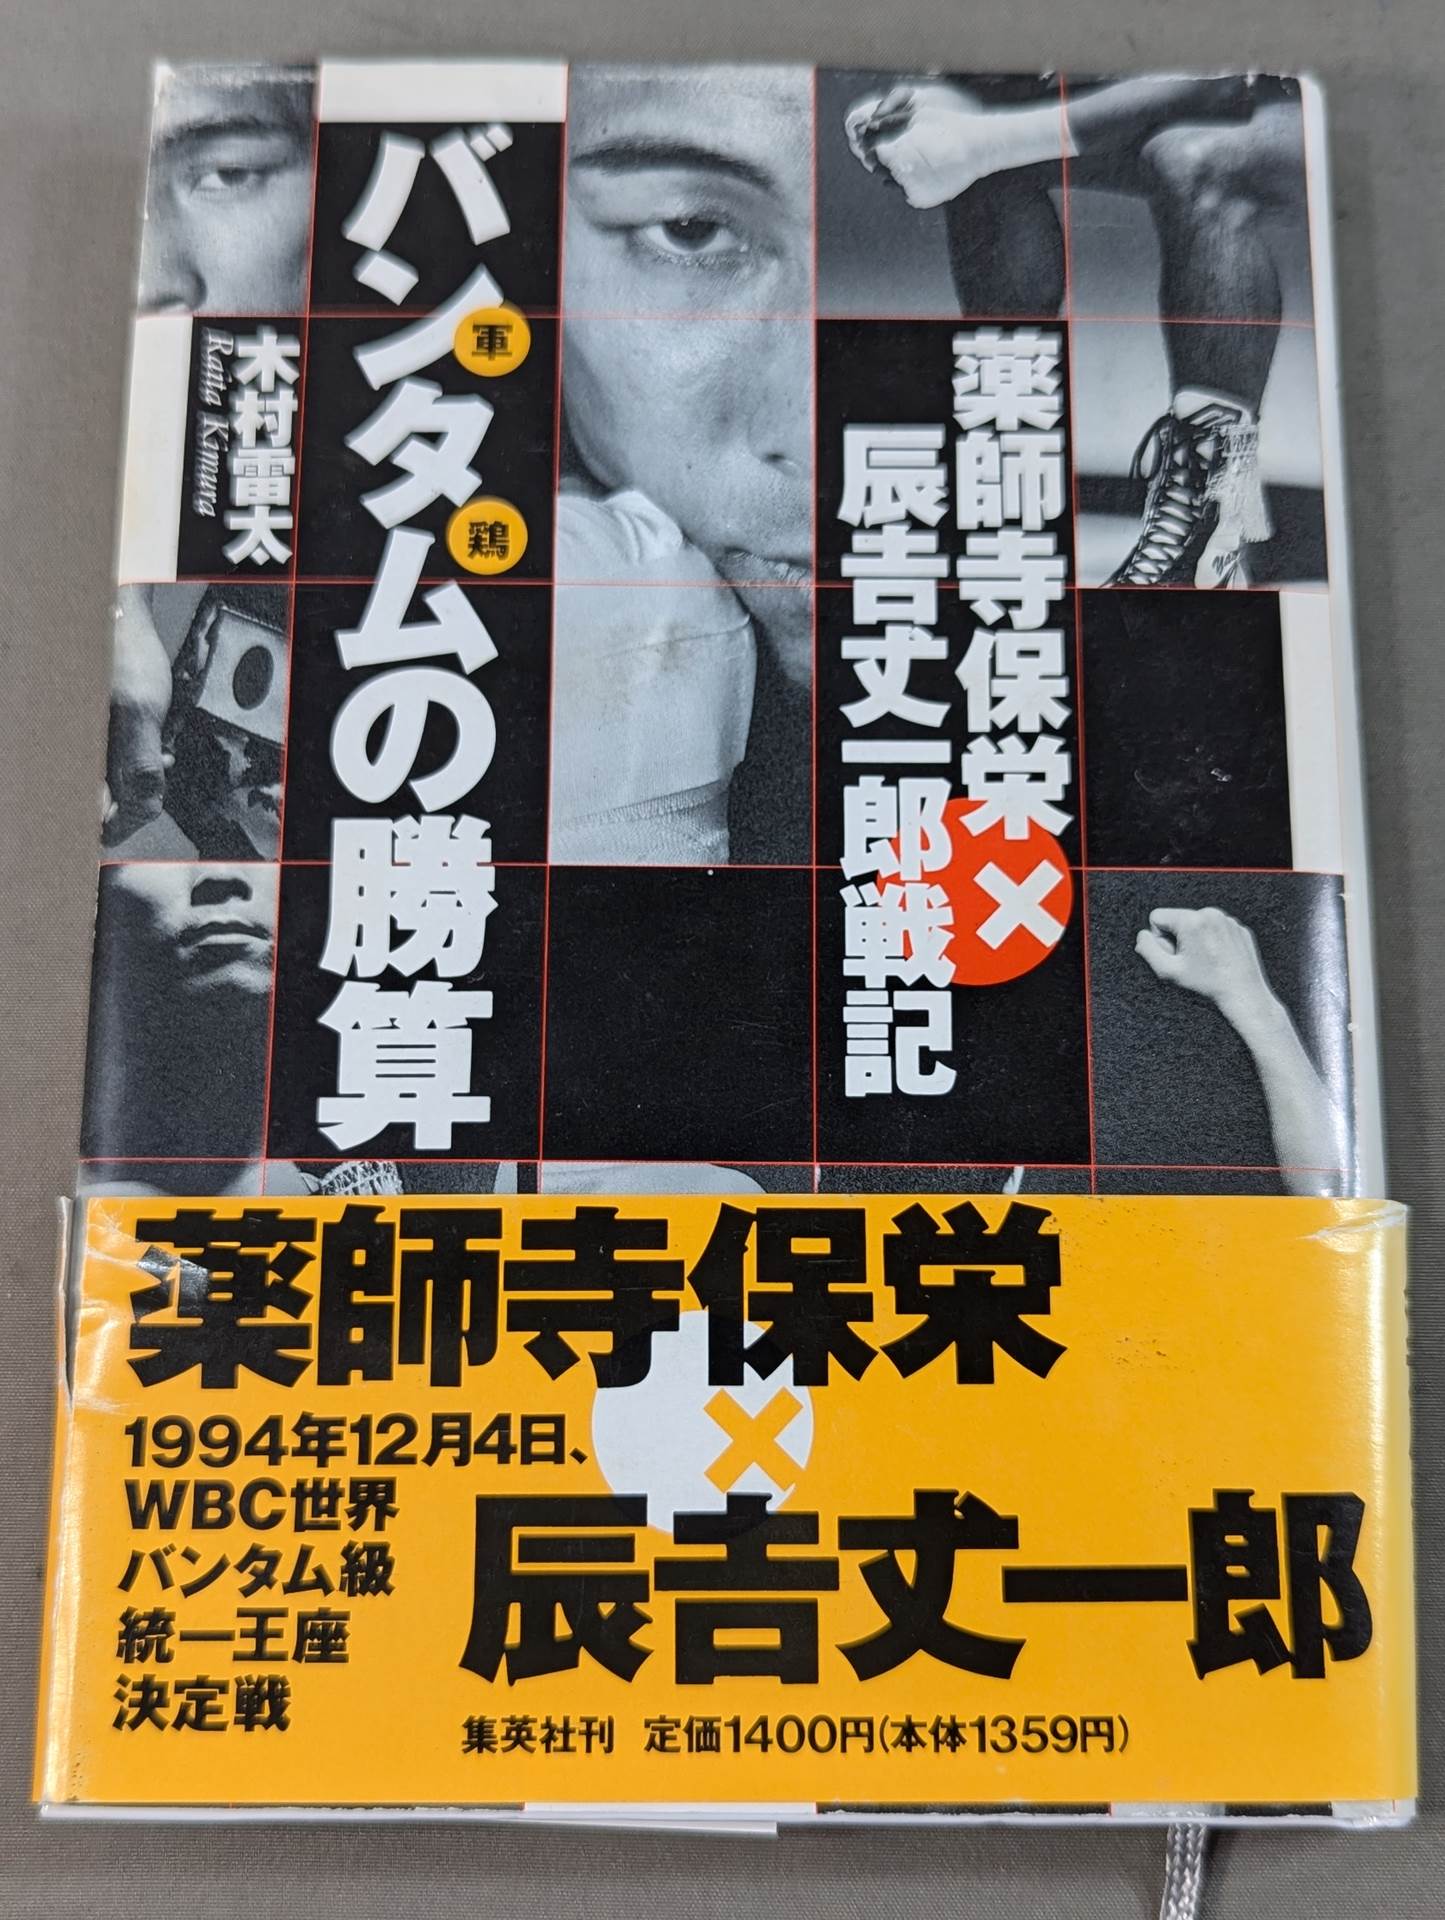 薬師寺保栄×
辰𠮷丈一郎戦記
バンタムの勝算
軍
鶏
木村雷太
Raita Kimura
薬師寺保栄
×
辰𠮷丈一郎
1994年12月4日、
WBC世界
バンタム級
統一王座
決定戦
集英社刊 定価1400円(本体1359円)